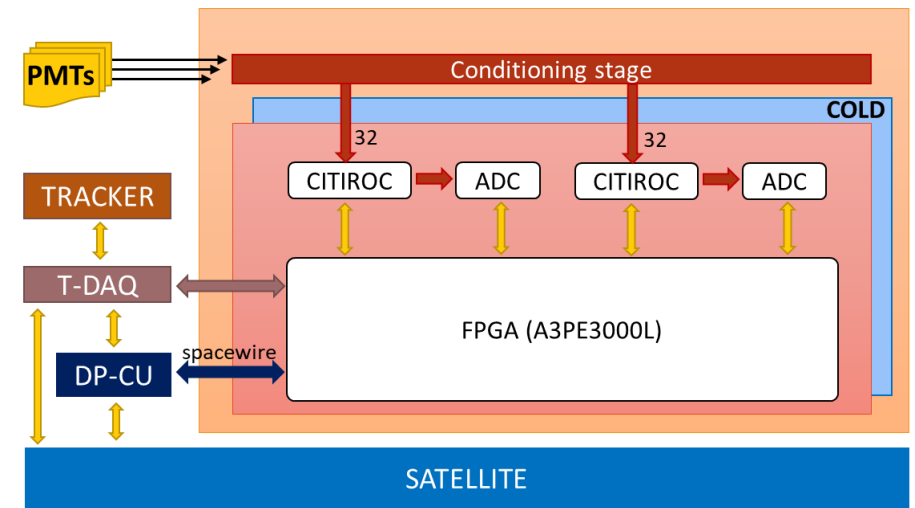 PMTs
Conditioning stage
COLD
32
32
CITIROC
ADC
CITIROC
ADC
TRACKER
T-DAQ
FPGA (A3PE3000L)
spacewire
DP-CU
SATELLITE